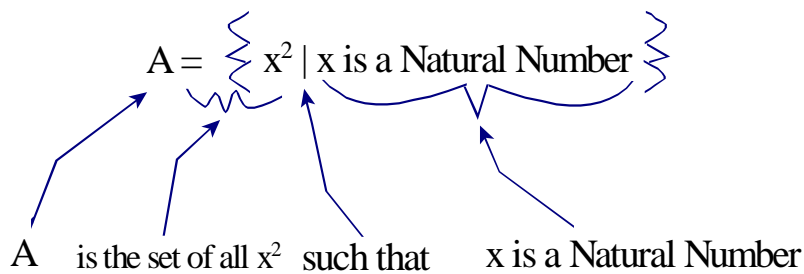 A = { x² | x is a Natural Number }
A is the set of all x² such that x is a Natural Number